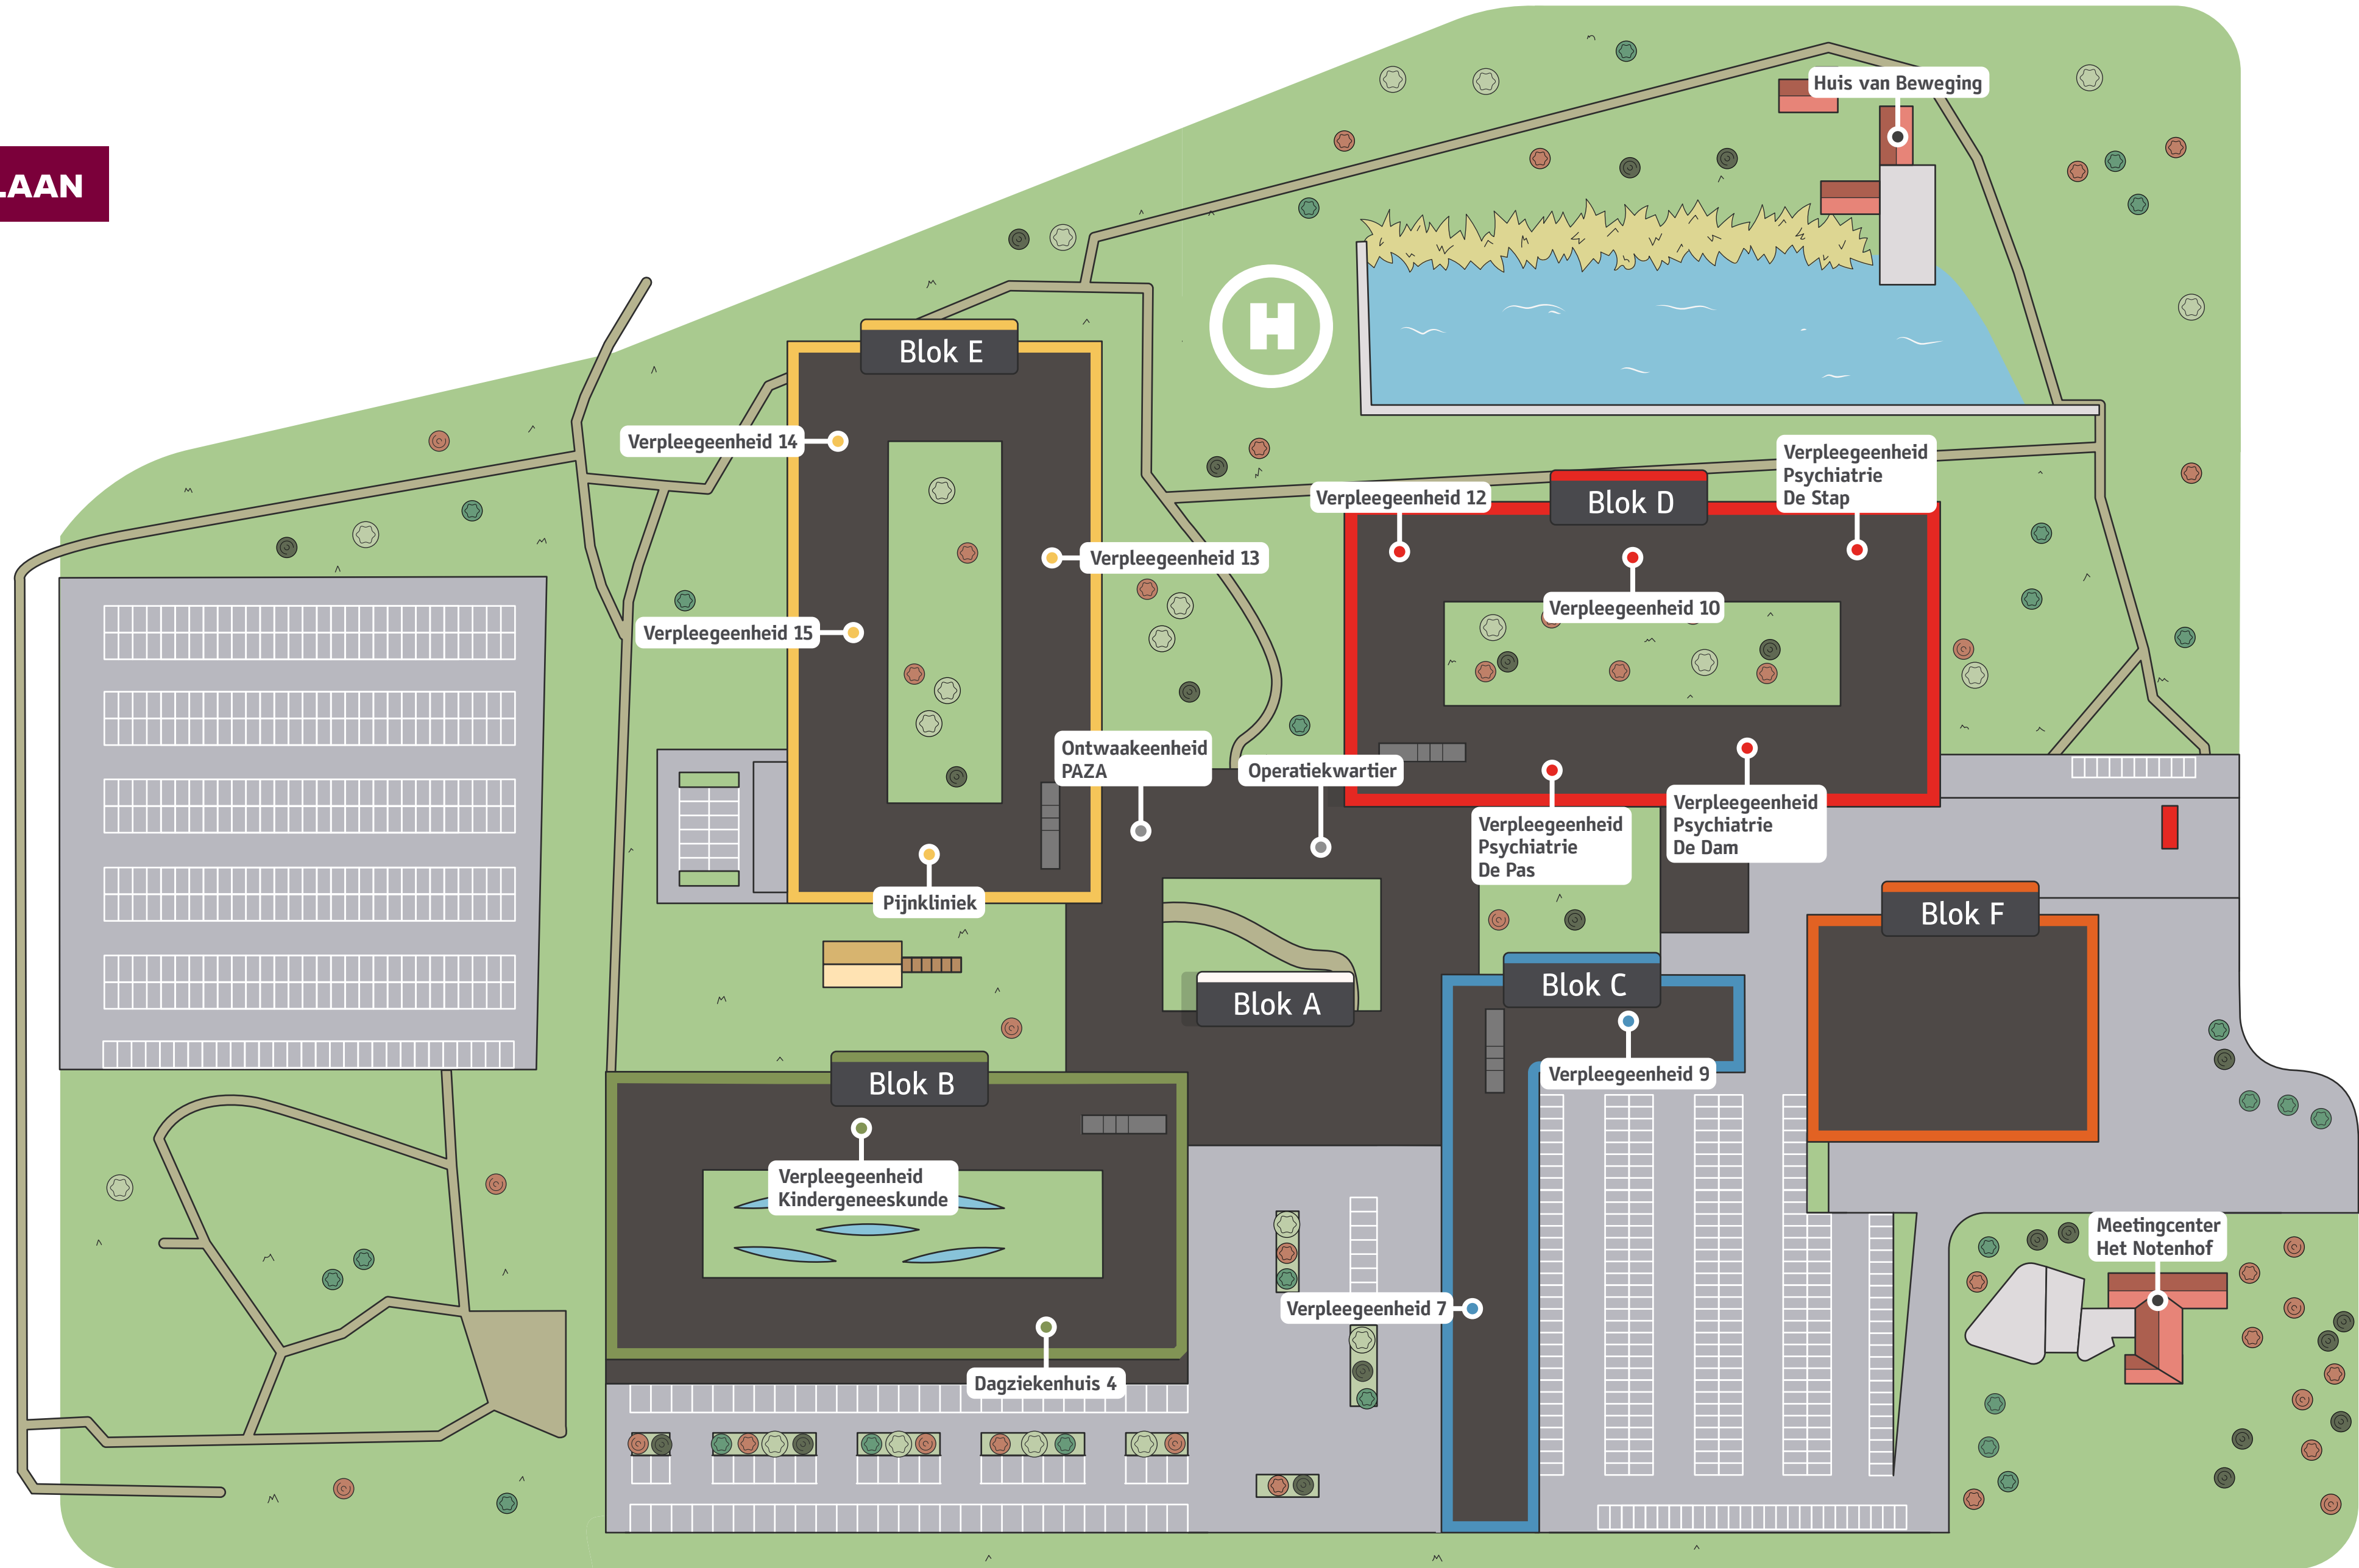 Huis van Beweging
LAAN
H
Blok E
Verpleegeenheid 14
Verpleegeenheid
Psychiatrie
De Stap
Verpleegeenheid 12
Blok D
Verpleegeenheid 13
Verpleegeenheid 10
Verpleegeenheid 15
Ontwaakeenheid
PAZA
Operatiekwartier
Verpleegeenheid
Psychiatrie
De Pas
Verpleegeenheid
Psychiatrie
De Dam
Pijnkliniek
Blok F
Blok C
Blok A
Verpleegeenheid 9
Blok B
Verpleegeenheid
Kindergeneeskunde
Meetingcenter
Het Notenhof
Verpleegeenheid 7
Dagziekenhuis 4